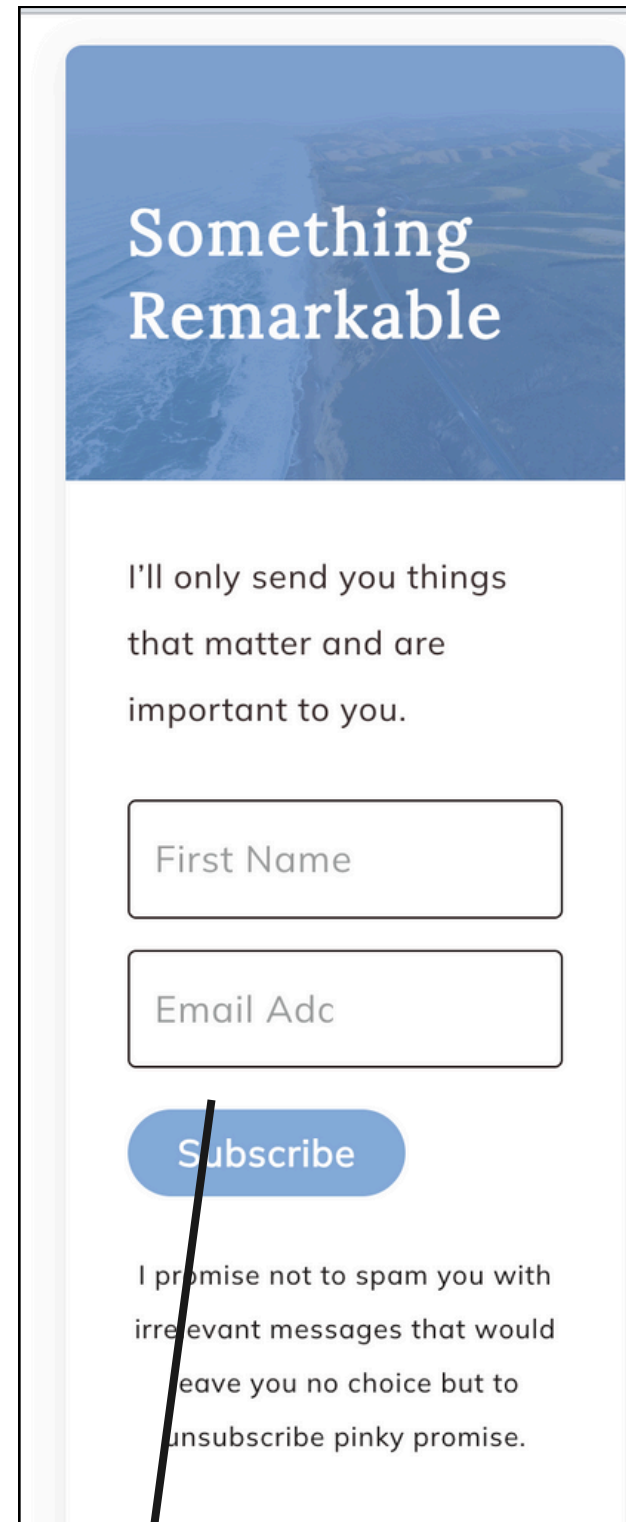 Something
Remarkable
I’ll only send you things
that matter and are
important to you.
First Name
Email Adc
Subscribe
I promise not to spam you with
irrelevant messages that would
leave you no choice but to
unsubscribe pinky promise.